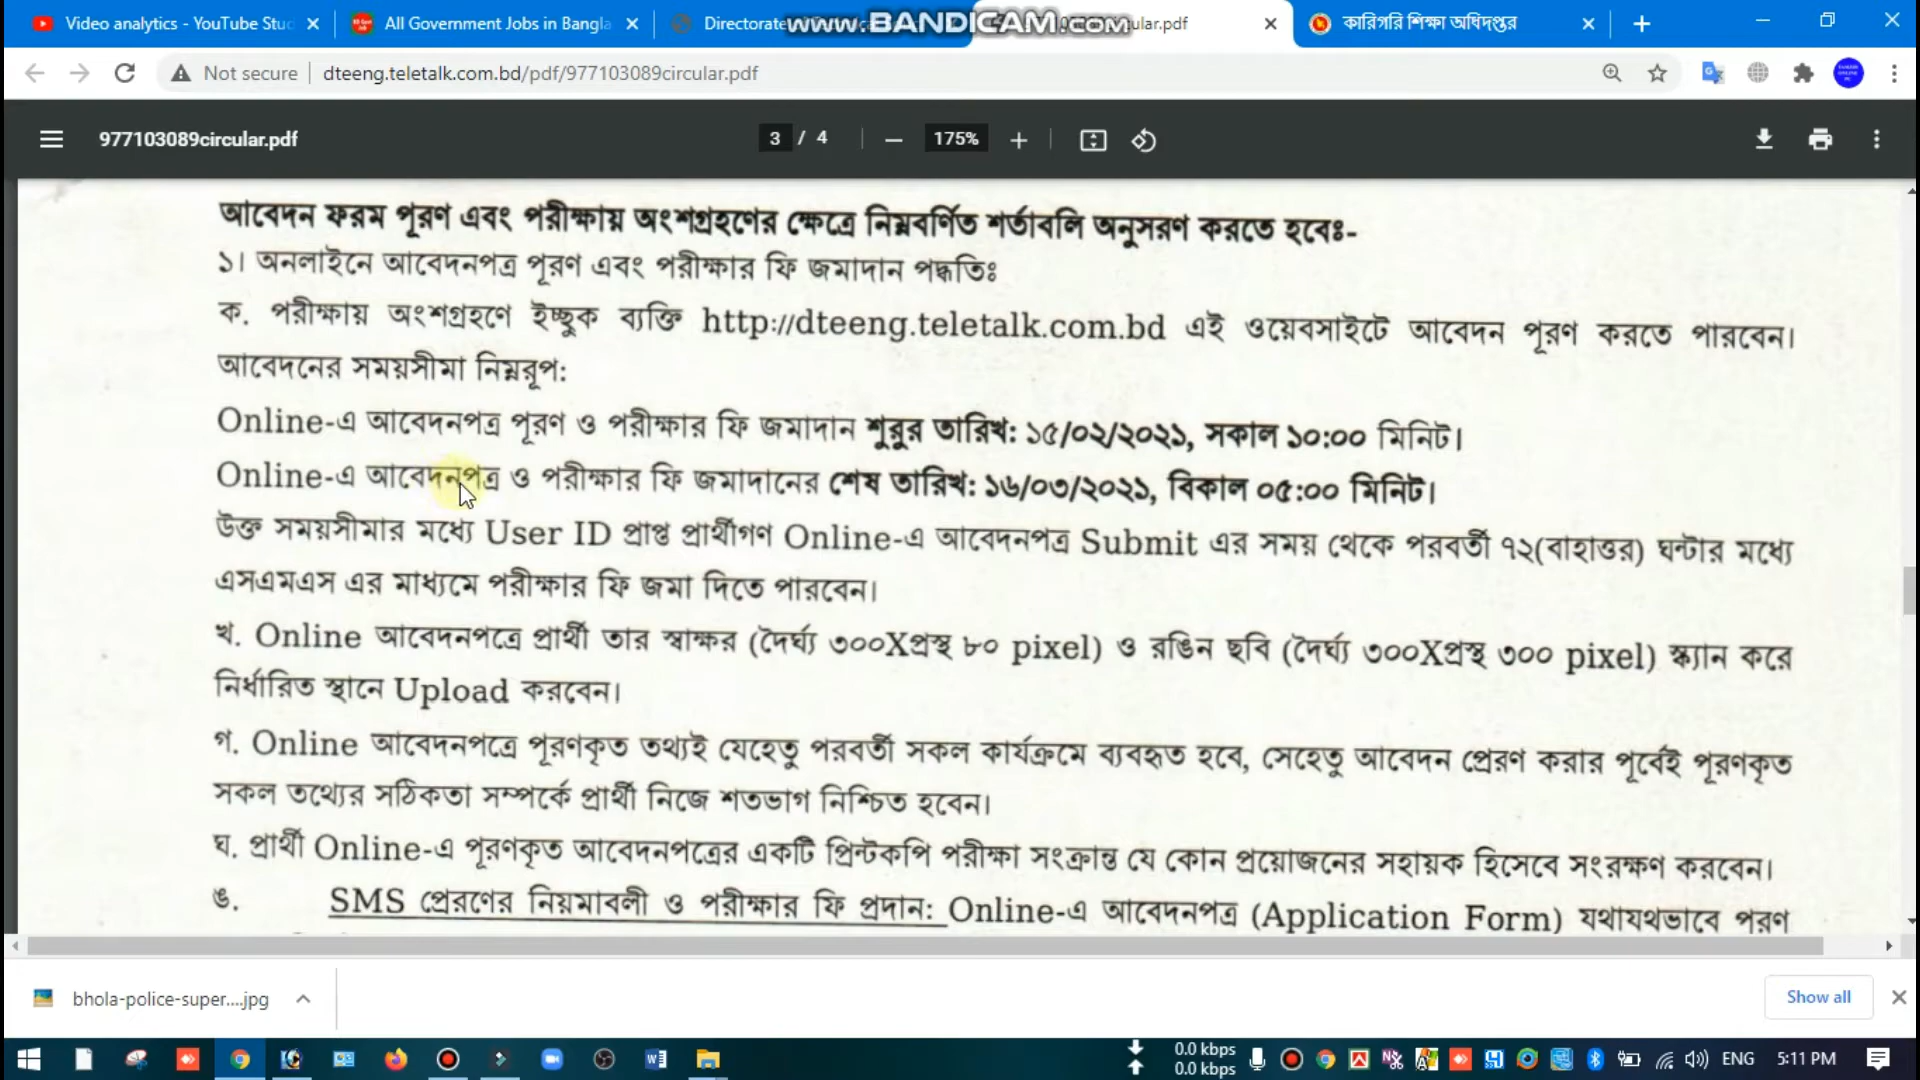 Video analytics - YouTube Stu
All Government Jobs in Bangla
Directorate
www.BANDICAM.com
ular.pdf
কারিগরি শিক্ষা অধিদপ্তর
Not secure
dteeng.teletalk.com.bd/pdf/977103089circular.pdf
977103089circular.pdf
3 / 4
175%
আবেদন ফরম পূরণ এবং পরীক্ষায় অংশগ্রহণের ক্ষেত্রে নিম্নবর্ণিত শর্তাবলি অনুসরণ করতে হবেঃ-
১। অনলাইনে আবেদনপত্র পূরণ এবং পরীক্ষার ফি জমাদান পদ্ধতিঃ
ক. পরীক্ষায় অংশগ্রহণে ইচ্ছুক ব্যক্তি http://dteeng.teletalk.com.bd এই ওয়েবসাইটে আবেদন পূরণ করতে পারবেন।
আবেদনের সময়সীমা নিম্নরূপ:
Online-এ আবেদনপত্র পূরণ ও পরীক্ষার ফি জমাদান শুরুর তারিখ: ১৫/০২/২০২১, সকাল ১০:০০ মিনিট।
Online-এ আবেদনপত্র ও পরীক্ষার ফি জমাদানের শেষ তারিখ: ১৬/০৩/২০২১, বিকাল ০৫:০০ মিনিট।
উক্ত সময়সীমার মধ্যে User ID প্রাপ্ত প্রার্থীগণ Online-এ আবেদনপত্র Submit এর সময় থেকে পরবর্তী ৭২(বাহাত্তর) ঘন্টার মধ্যে
এসএমএস এর মাধ্যমে পরীক্ষার ফি জমা দিতে পারবেন।
খ. Online আবেদনপত্রে প্রার্থী তার স্বাক্ষর (দৈর্ঘ্য ৩০০Xপ্রস্থ ৮০ pixel) ও রঙিন ছবি (দৈর্ঘ্য ৩০০Xপ্রস্থ ৩০০ pixel) স্ক্যান করে
নির্ধারিত স্থানে Upload করবেন।
গ. Online আবেদনপত্রে পূরণকৃত তথ্যই যেহেতু পরবর্তী সকল কার্যক্রমে ব্যবহৃত হবে, সেহেতু আবেদন প্রেরণ করার পূর্বেই পূরণকৃত
সকল তথ্যের সঠিকতা সম্পর্কে প্রার্থী নিজে শতভাগ নিশ্চিত হবেন।
ঘ. প্রার্থী Online-এ পূরণকৃত আবেদনপত্রের একটি প্রিন্টকপি পরীক্ষা সংক্রান্ত যে কোন প্রয়োজনের সহায়ক হিসেবে সংরক্ষণ করবেন।
ঙ. SMS প্রেরণের নিয়মাবলী ও পরীক্ষার ফি প্রদান: Online-এ আবেদনপত্র (Application Form) যথাযথভাবে পূরণ
bhola-police-super....jpg
Show all
0.0 kbps
0.0 kbps
ENG
5:11 PM